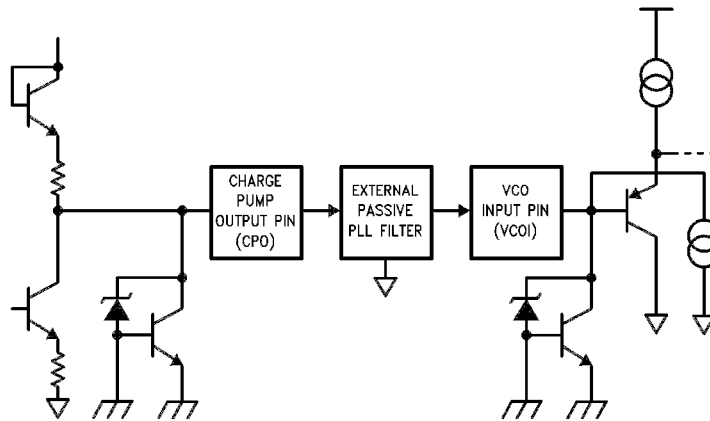 CHARGE
PUMP
OUTPUT PIN
(CPO)
EXTERNAL
PASSIVE
PLL FILTER
VCO
INPUT PIN
(VCOI)